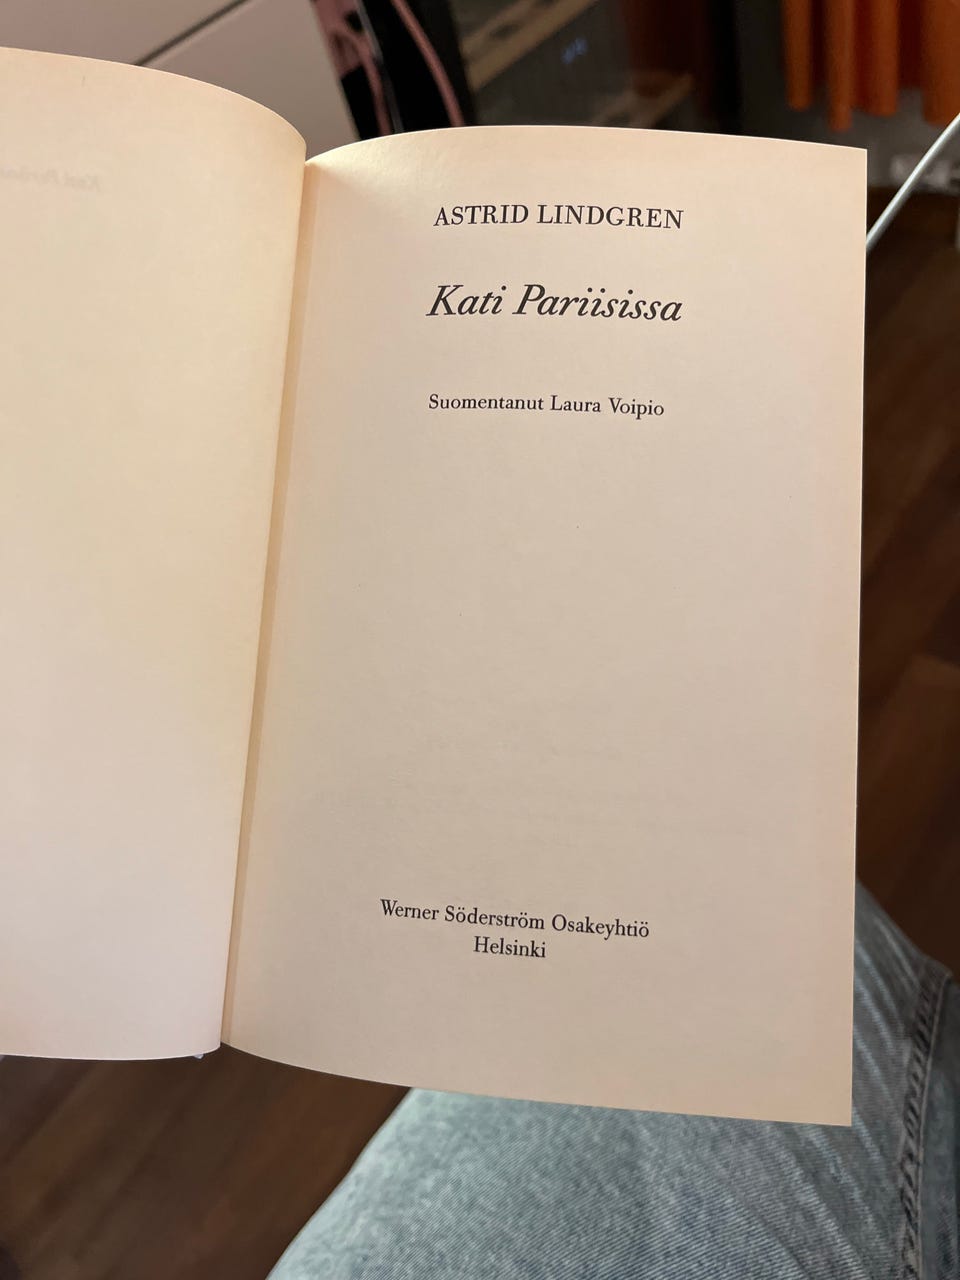 ASTRID LINDGREN
Kati Pariisissa
Suomentanut Laura Voipio
Werner Söderström Osakeyhtiö
Helsinki